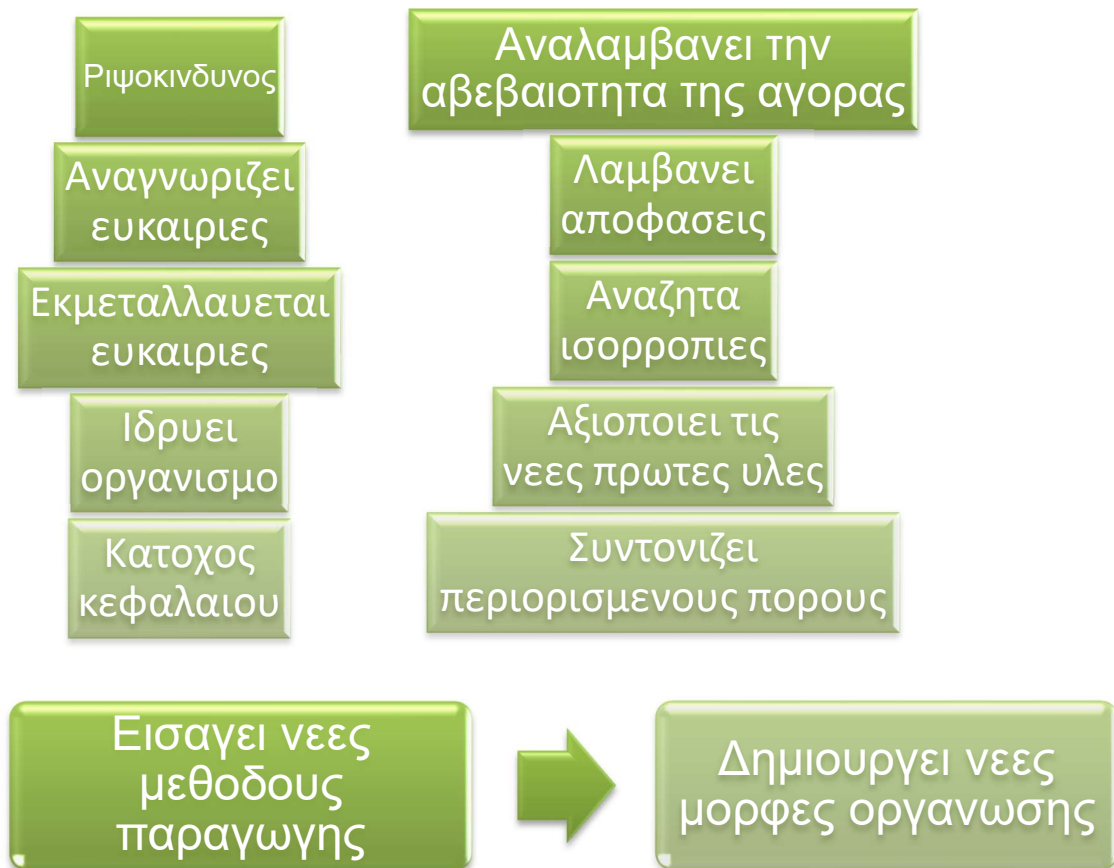 Ριψοκινδυνος
Αναγνωριζει
ευκαιριες
Εκμεταλλαυεται
ευκαιριες
Ιδρυει
οργανισμο
Κατοχος
κεφαλαιου
Αναλαμβανει την
αβεβαιοτητα της αγορας
Λαμβανει
αποφασεις
Αναζητα
ισορροπιες
Αξιοποιει τις
νεες πρωτες υλες
Συντονιζει
περιορισμενους πορους
Εισαγει νεες
μεθοδους
παραγωγης
Δημιουργει νεες
μορφες οργανωσης